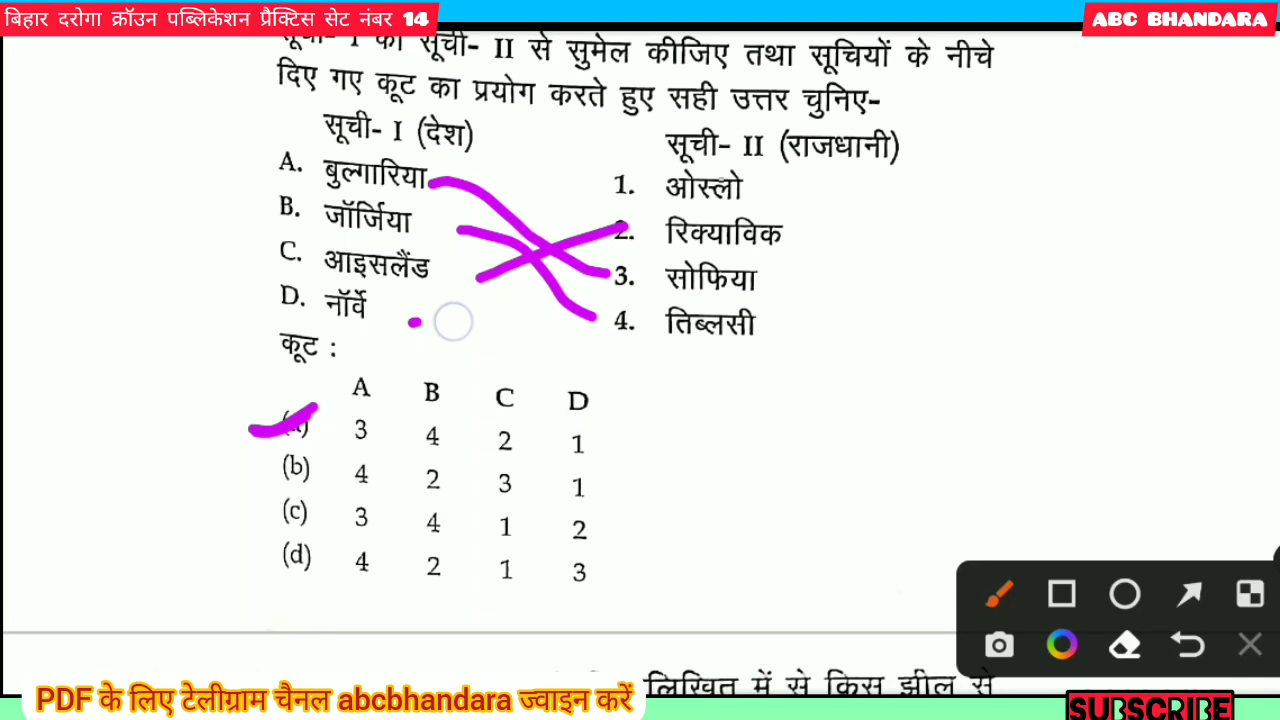 बिहार दरोगा क्रॉउन पब्लिकेशन प्रैक्टिस सेट नंबर 14
ABC BHANDARA
सूची- I को सूची- II से सुमेल कीजिए तथा सूचियों के नीचे
दिए गए कूट का प्रयोग करते हुए सही उत्तर चुनिए-
सूची- I (देश) सूची- II (राजधानी)
A. बुल्गारिया 1. ओस्लो
B. जॉर्जिया 2. रिक्याविक
C. आइसलैंड 3. सोफिया
D. नॉर्वे 4. तिब्लसी
कूट :
A B C D
(a) 3 4 2 1
(b) 4 2 3 1
(c) 3 4 1 2
(d) 4 2 1 3
लिखित में से किस झील से
PDF के लिए टेलीग्राम चैनल abcbhandara ज्वाइन करें
SUBSCRIBE